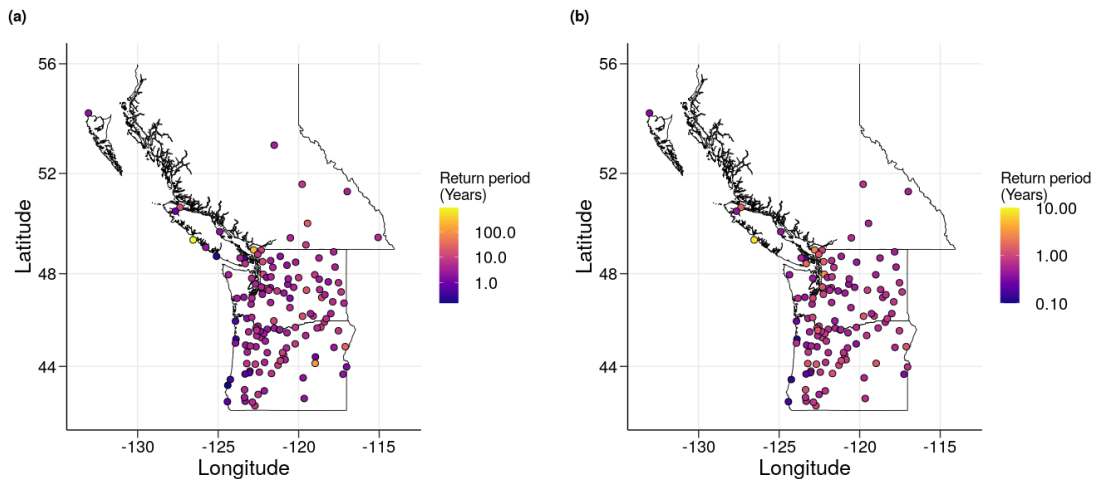 (a)
56
52
48
44
Latitude
-130
-125
-120
-115
Longitude
Return period
(Years)
100.0
10.0
1.0
(b)
56
52
48
44
Latitude
-130
-125
-120
-115
Longitude
Return period
(Years)
10.00
1.00
0.10